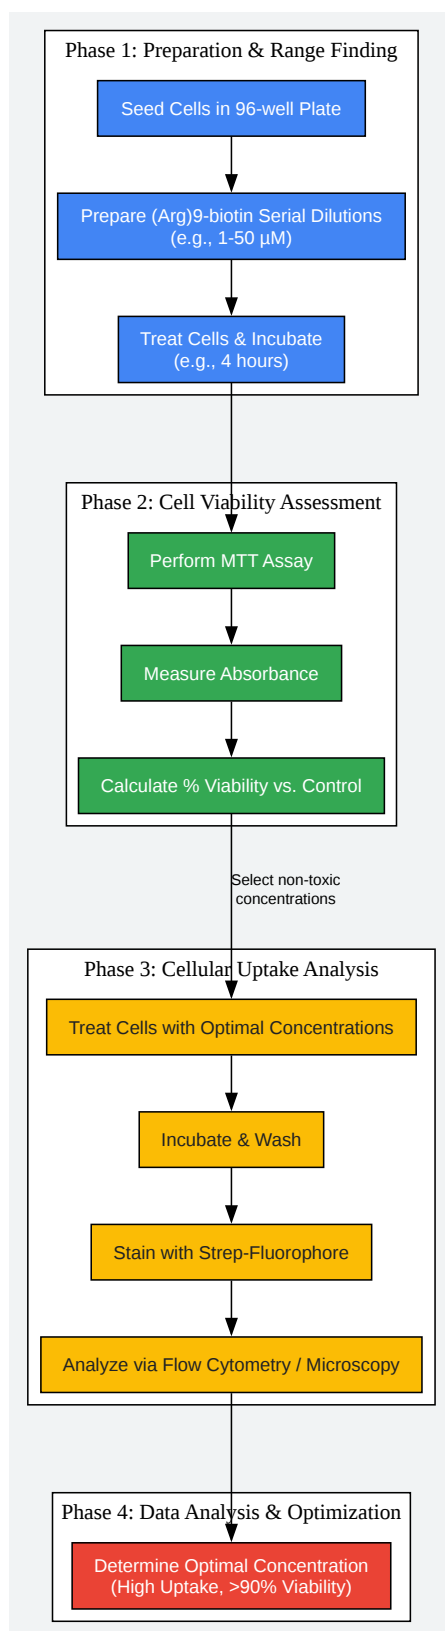 Phase 1: Preparation & Range Finding
Seed Cells in 96-well Plate
Prepare (Arg)9-biotin Serial Dilutions
(e.g., 1-50 µM)
Treat Cells & Incubate
(e.g., 4 hours)
Phase 2: Cell Viability Assessment
Perform MTT Assay
Measure Absorbance
Calculate % Viability vs. Control
Select non-toxic
concentrations
Phase 3: Cellular Uptake Analysis
Treat Cells with Optimal Concentrations
Incubate & Wash
Stain with Strep-Fluorophore
Analyze via Flow Cytometry / Microscopy
Phase 4: Data Analysis & Optimization
Determine Optimal Concentration
(High Uptake, >90% Viability)